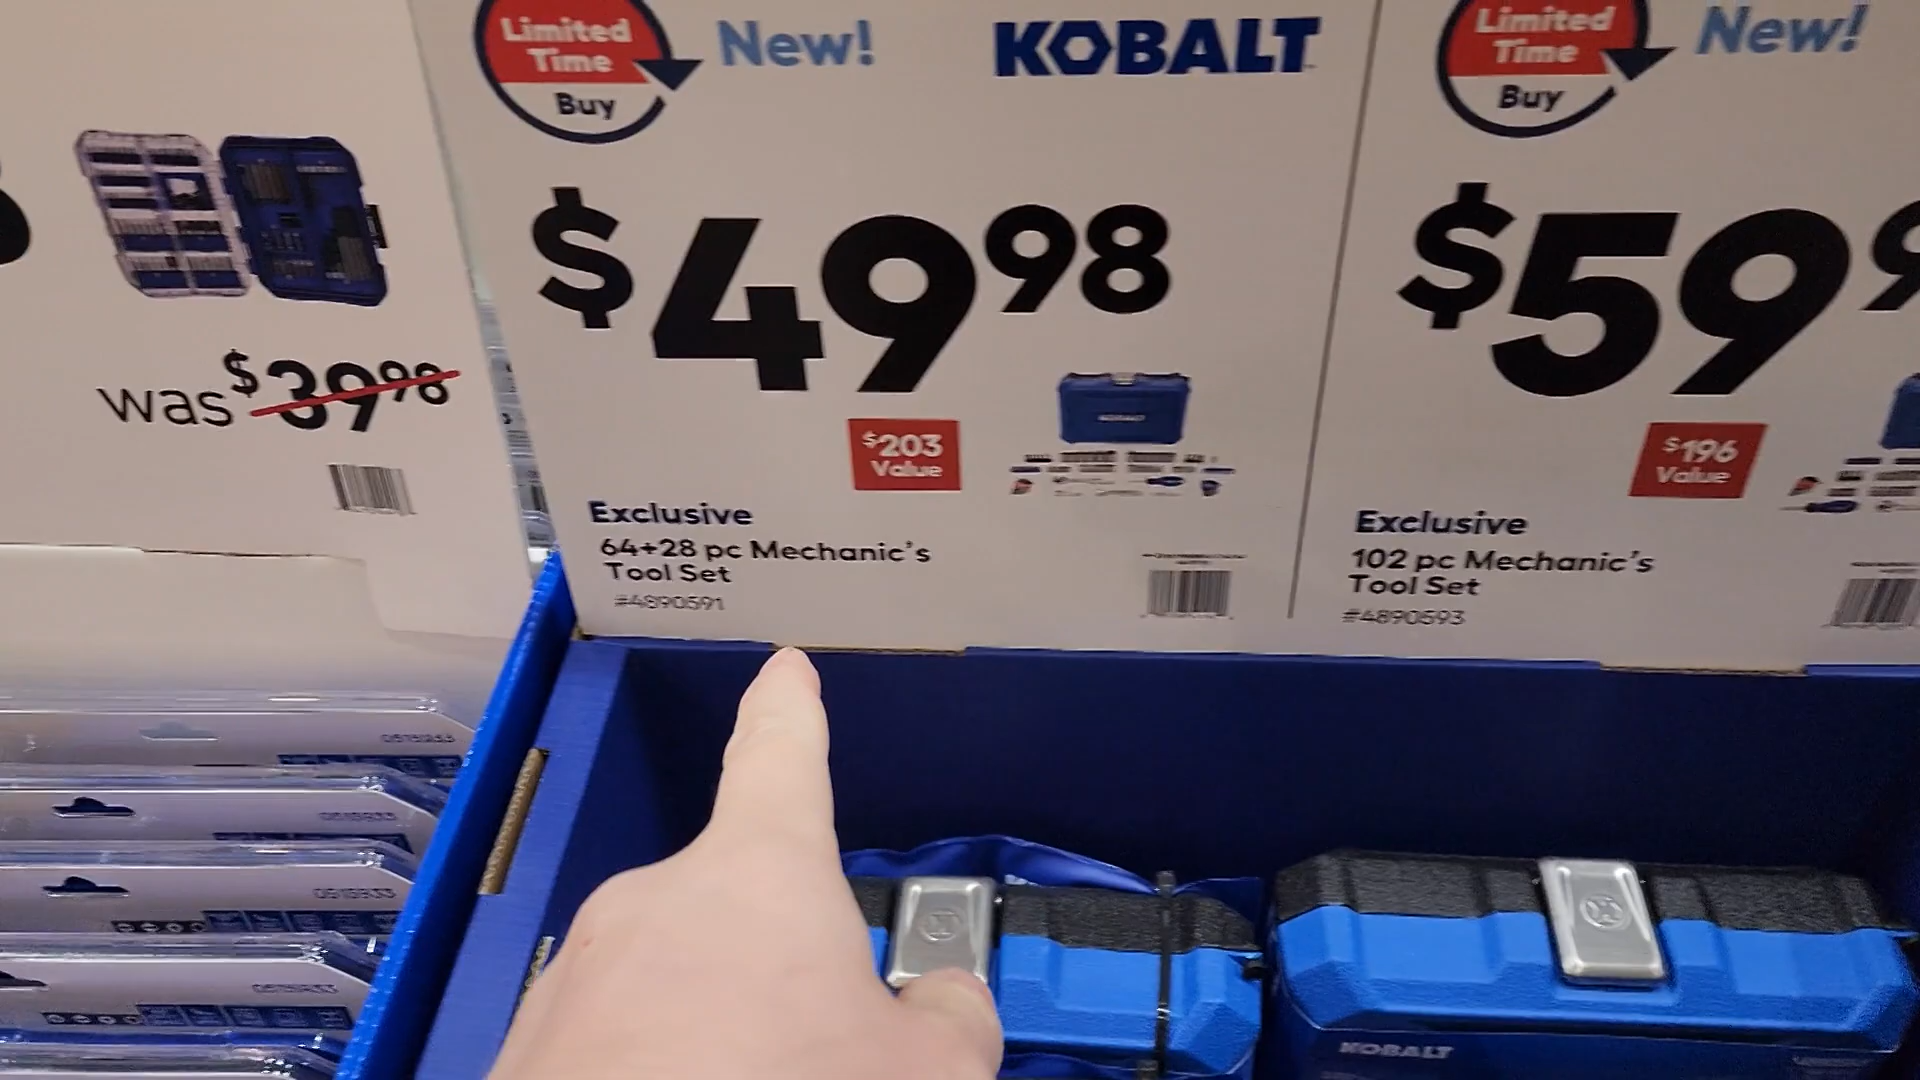 was $39 98
Limited
Time
Buy
New!
KOBALT
$49 98
$203
Value
Exclusive
64+28 pc Mechanic's
Tool Set
#4890591
Limited
Time
Buy
New!
$59
$196
Value
Exclusive
102 pc Mechanic's
Tool Set
#4890593
KOBALT